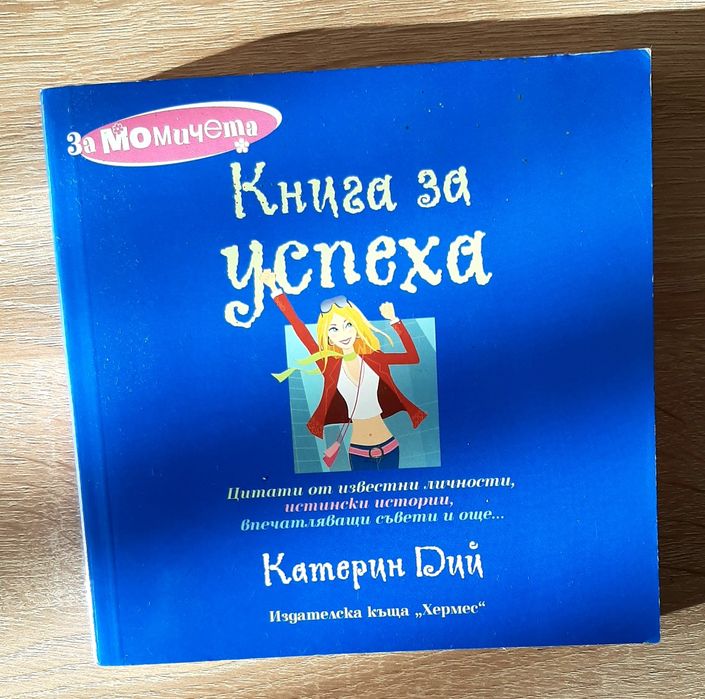 За момичета
Книга за
успеха
Цитати от известни личности,
истински истории,
впечатляващи съвети и още...
Катерин Дий
Издателска къща „Хермес“